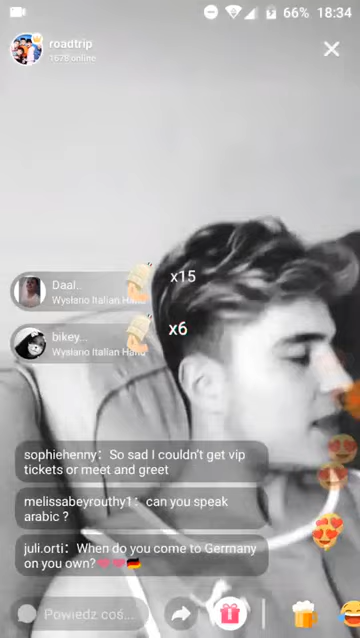 66% 18:34
roadtrip
1678 online
Daal..
x15
Wysłano Italian Hand
bikey...
x6
Wysłano Italian Hand
sophiehenny: So sad I couldn't get vip
tickets or meet and greet
melissabeyrouthy1: can you speak
arabic ?
juli.orti: When do you come to Germany
on you own?💗💗🇩🇪
Powiedz coś...